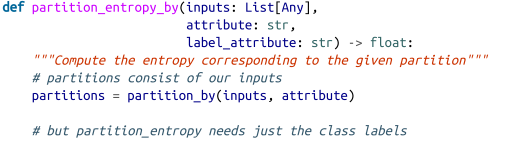 def partition_entropy_by(inputs: List[Any],
                         attribute: str,
                         label_attribute: str) -> float:
    """Compute the entropy corresponding to the given partition"""
    # partitions consist of our inputs
    partitions = partition_by(inputs, attribute)
    # but partition_entropy needs just the class labels